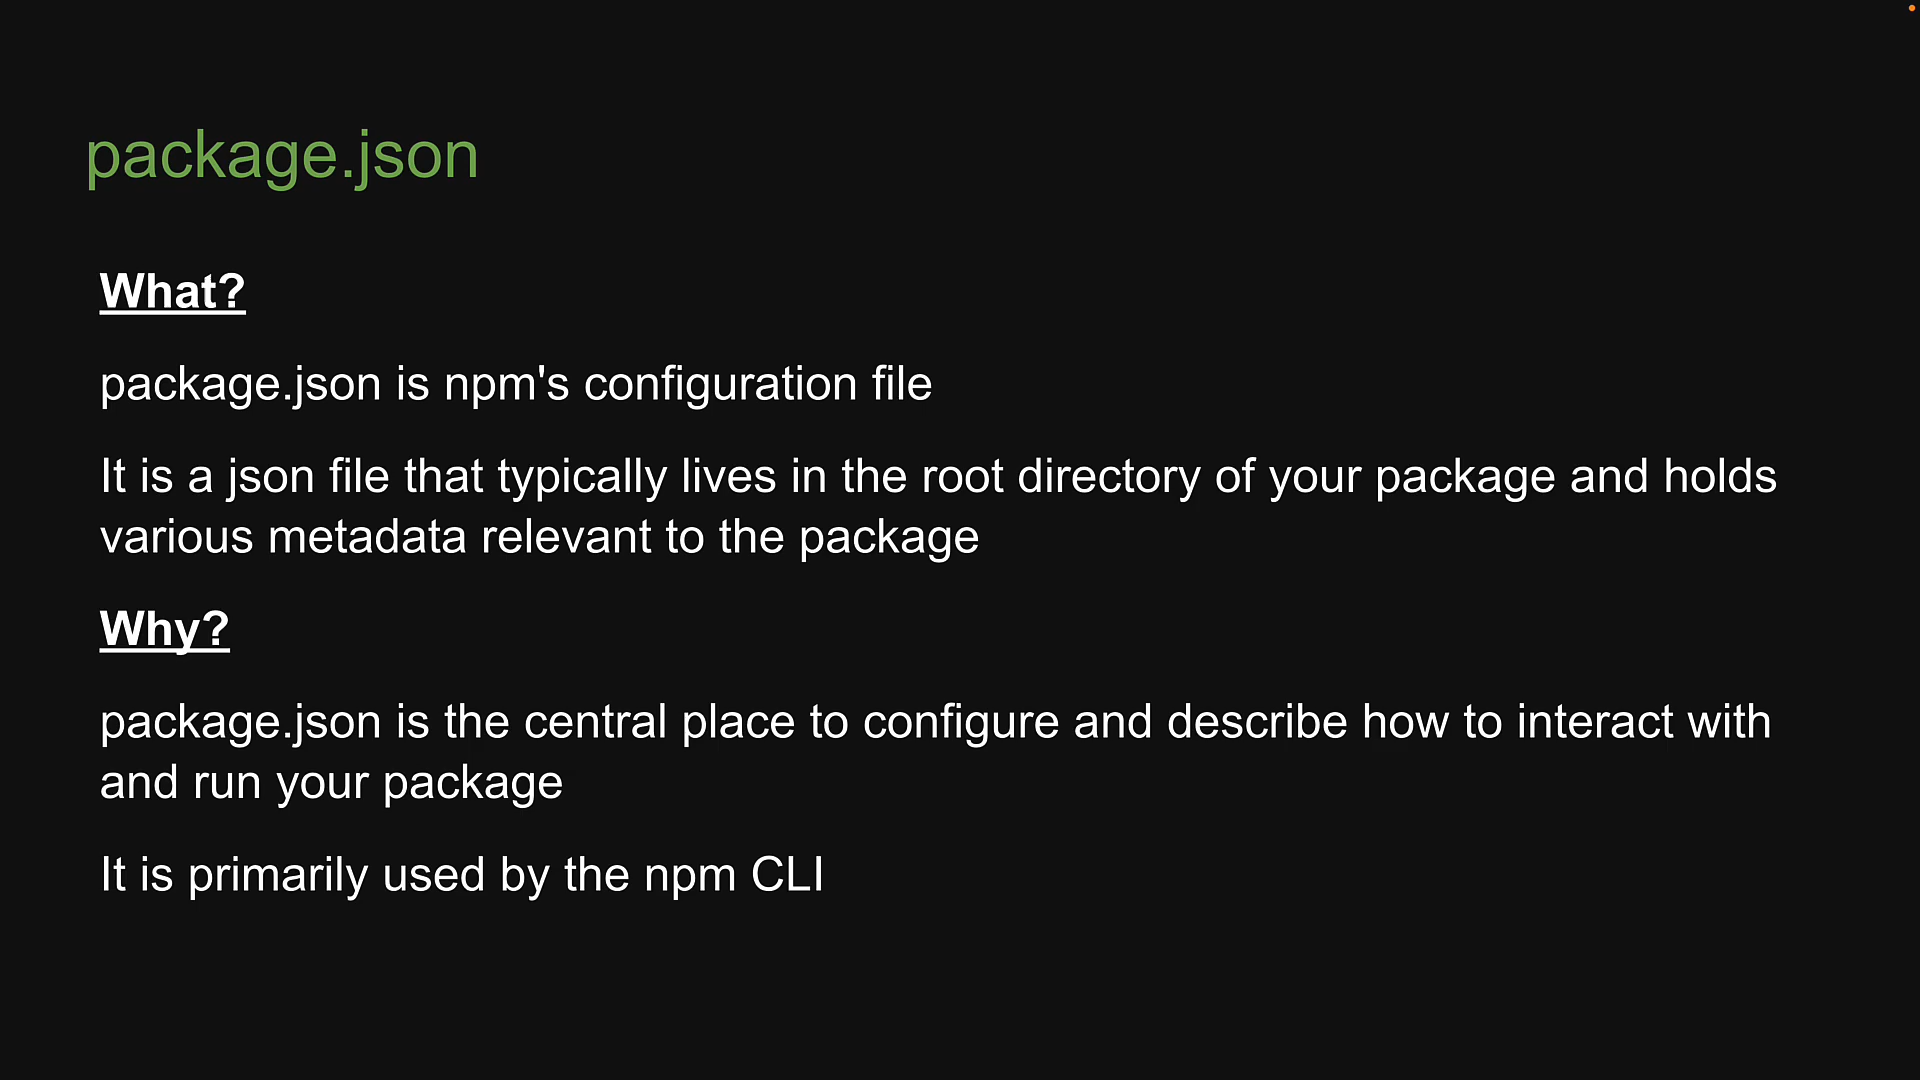 package.json
What?
package.json is npm's configuration file
It is a json file that typically lives in the root directory of your package and holds
various metadata relevant to the package
Why?
package.json is the central place to configure and describe how to interact with
and run your package
It is primarily used by the npm CLI